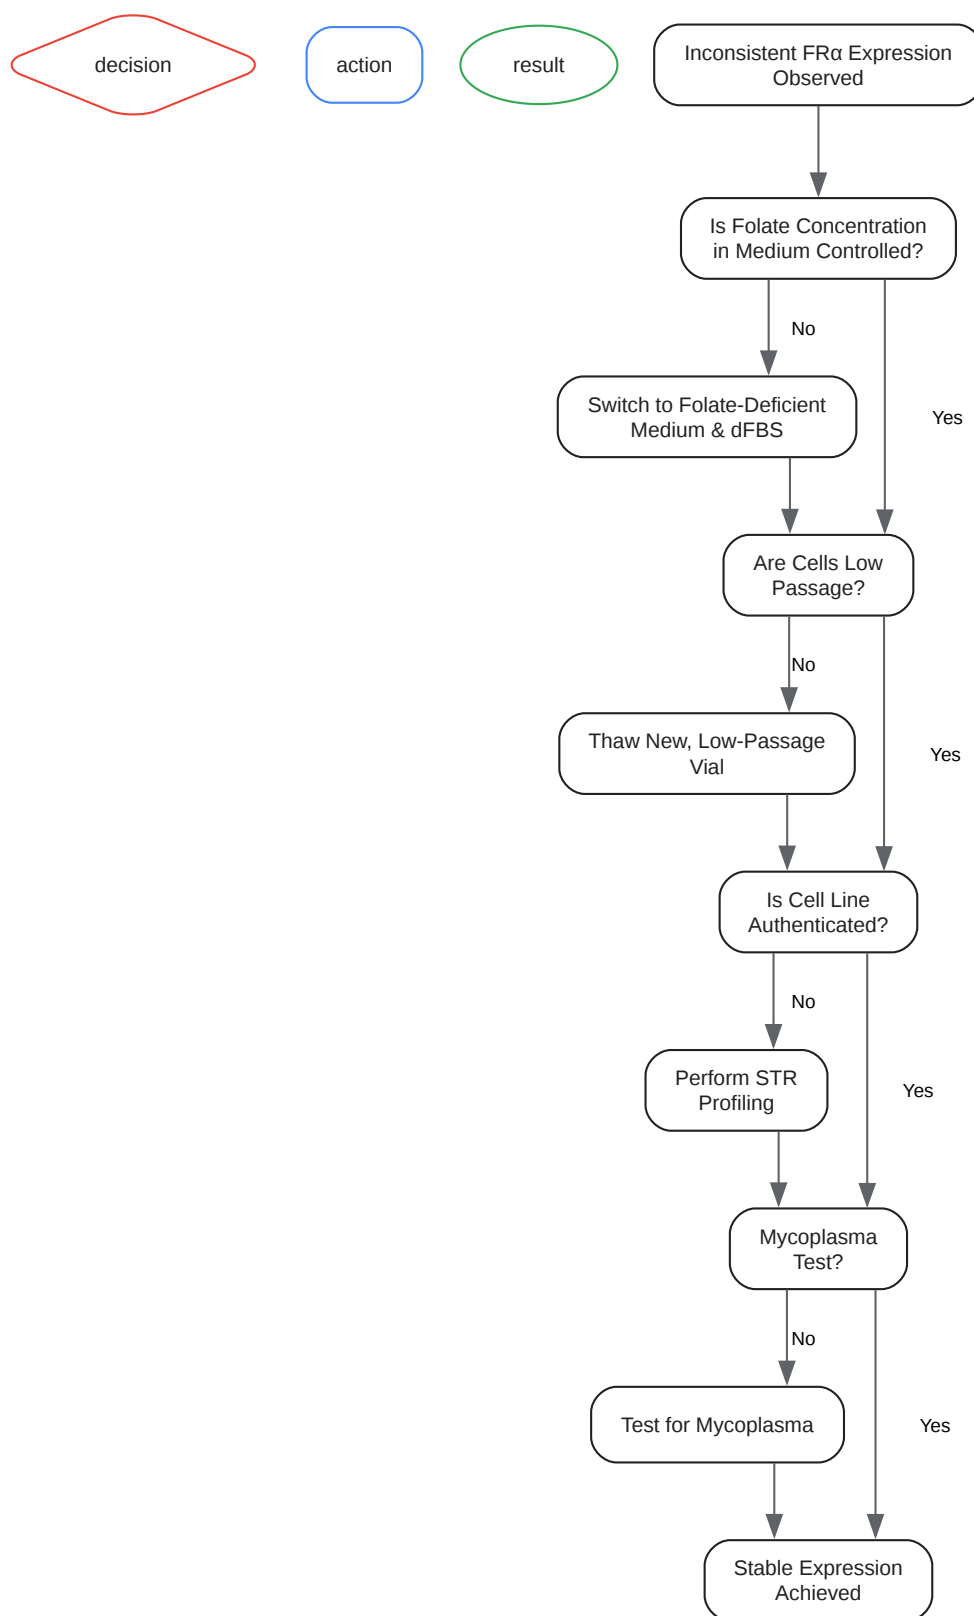 decision
action
result
Inconsistent FRα Expression
Observed
Is Folate Concentration
in Medium Controlled?
No
Switch to Folate-Deficient
Medium & dFBS
Yes
Are Cells Low
Passage?
No
Thaw New, Low-Passage
Vial
Yes
Is Cell Line
Authenticated?
No
Perform STR
Profiling
Yes
Mycoplasma
Test?
No
Test for Mycoplasma
Yes
Stable Expression
Achieved